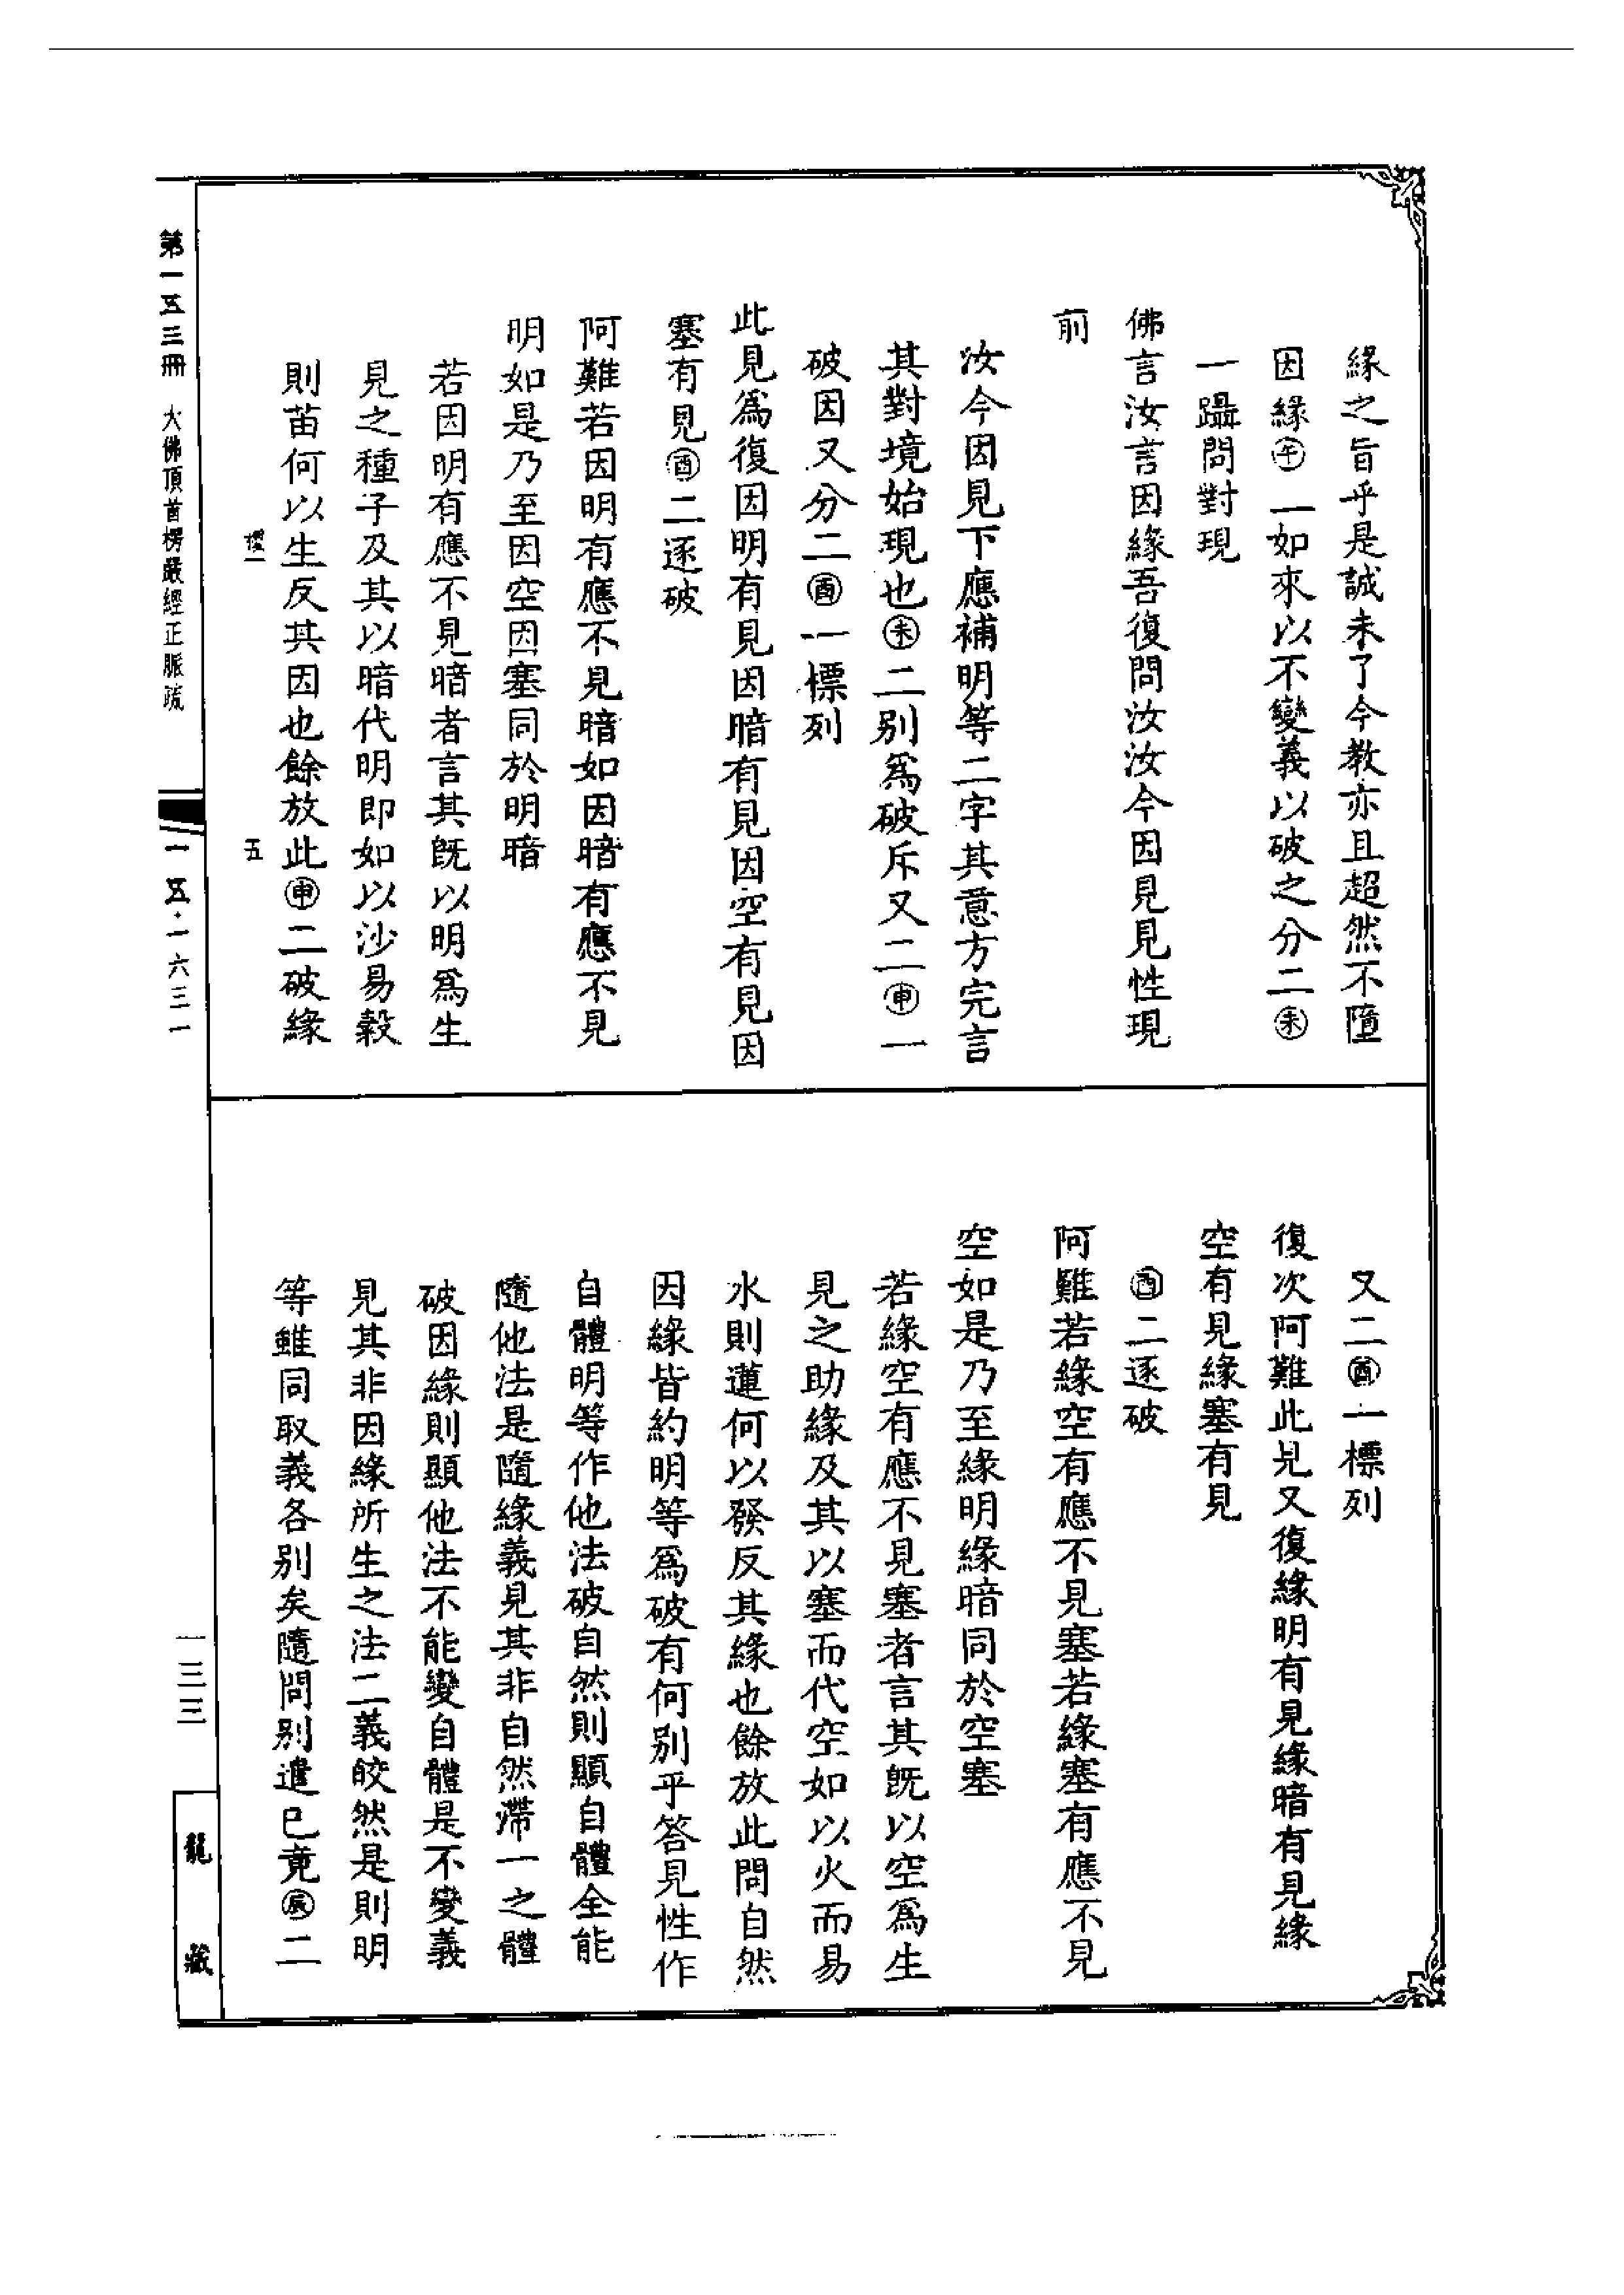 緣之旨乎是誠未了今教亦且超然不墮
因緣㊌一如來以不變義以破之分二㊍
一躡問對現
佛言汝言因緣吾復問汝汝今因見見性現
前
汝今因見下應補明等二字其意方完言
其對境始現也二別為破斥又二一
破因又分二一標列
此見為復因明有見因暗有見因空有見因
塞有見二逐破
阿難若因明有應不見暗如因暗有應不見
明如是乃至因空因塞同於明暗
若因明有應不見暗者言其既以明為生
見之種子及其以暗代明即如以沙易穀
則苗何以生反其因也餘放此二破緣
又二一標列
復次阿難此見又復緣明有見緣暗有見緣
空有見緣塞有見
二逐破
阿難若緣空有應不見塞若緣塞有應不見
空如是乃至緣明緣暗同於空塞
若緣空有應不見塞者言其既以空為生
見之助緣及其以塞而代空如以火而易
水則蓮何以發反其緣也餘放此問自然
因緣皆約明等為破有何別乎答見性作
自體明等作他法破自然則顯自體全能
隨他法是隨緣義見其非自然滯一之體
破因緣則顯他法不能變自體是不變義
見其非因緣所生之法二義皎然是則明
等雖同取義各別矣隨問別遣已竟二
第一五三冊 大佛頂首楞嚴經正脈疏
五
一五·一六三一
一三三
龍藏